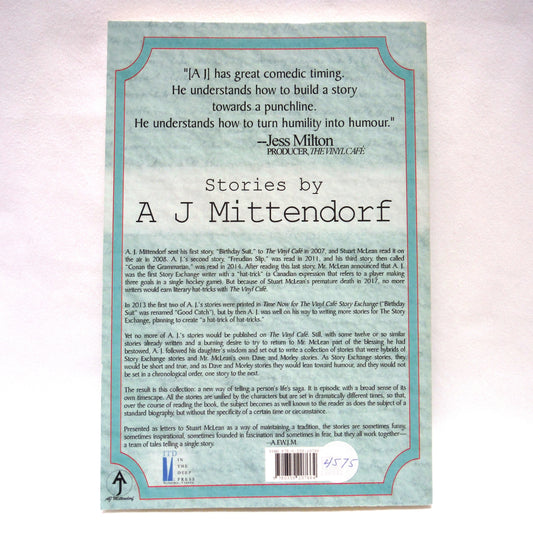 "[A J] has great comedic timing.
He understands how to build a story
towards a punchline.
He understands how to turn humility into humour."
--Jess Milton
PRODUCER, THE VINYL CAFÉ
Stories by
A J Mittendorf
A. J. Mittendorf sent his first story, "Birthday Suit," to The Vinyl Café in 2007, and Stuart McLean read it on
the air in 2008. A. J.'s second story, "Freudian Slip," was read in 2011, and his third story, then called
"Conan the Grammarian," was read in 2014. After reading this last story, Mr. McLean announced that A. J.
was the first Story Exchange writer with a "hat-trick" (a Canadian expression that refers to a player making
three goals in a single hockey game). But because of Stuart McLean's premature death in 2017, no more
writers would earn literary hat-tricks with The Vinyl Café.
In 2013 the first two of A. J.'s stories were printed in Time Now for The Vinyl Café Story Exchange ("Birthday
Suit" was renamed "Good Catch"), but by then A. J. was well on his way to writing more stories for The Story
Exchange, planning to create "a hat-trick of hat-tricks."
Yet no more of A. J.'s stories would be published on The Vinyl Café. Still, with some twelve or so similar
stories already written and a burning desire to try to return to Mr. McLean part of the blessing he had
bestowed, A. J. followed his daughter's wisdom and set out to write a collection of stories that were hybrids of
Story Exchange stories and Mr. McLean's own Dave and Morley stories. As Story Exchange stories, they
would be short and true, and as Dave and Morley stories they would lean toward humour, and they would not
be set in a chronological order, one story to the next.
The result is this collection: a new way of telling a person's life's saga. It is episodic with a broad sense of its
own timescape. All the stories are unified by the characters but are set in dramatically different times, so that,
over the course of reading the book, the subject becomes as well known to the reader as does the subject of a
standard biography, but without the specificity of a certain time or circumstance.
Presented as letters to Stuart McLean as a way of maintaining a tradition, the stories are sometimes funny,
sometimes inspirational, sometimes founded in fascination and sometimes in fear, but they all work together—
a team of tales telling a single story.
—A.F.W.J.M.
ITD
IN
THE
DEEP
PRESS
4575
AJ Mittendorf